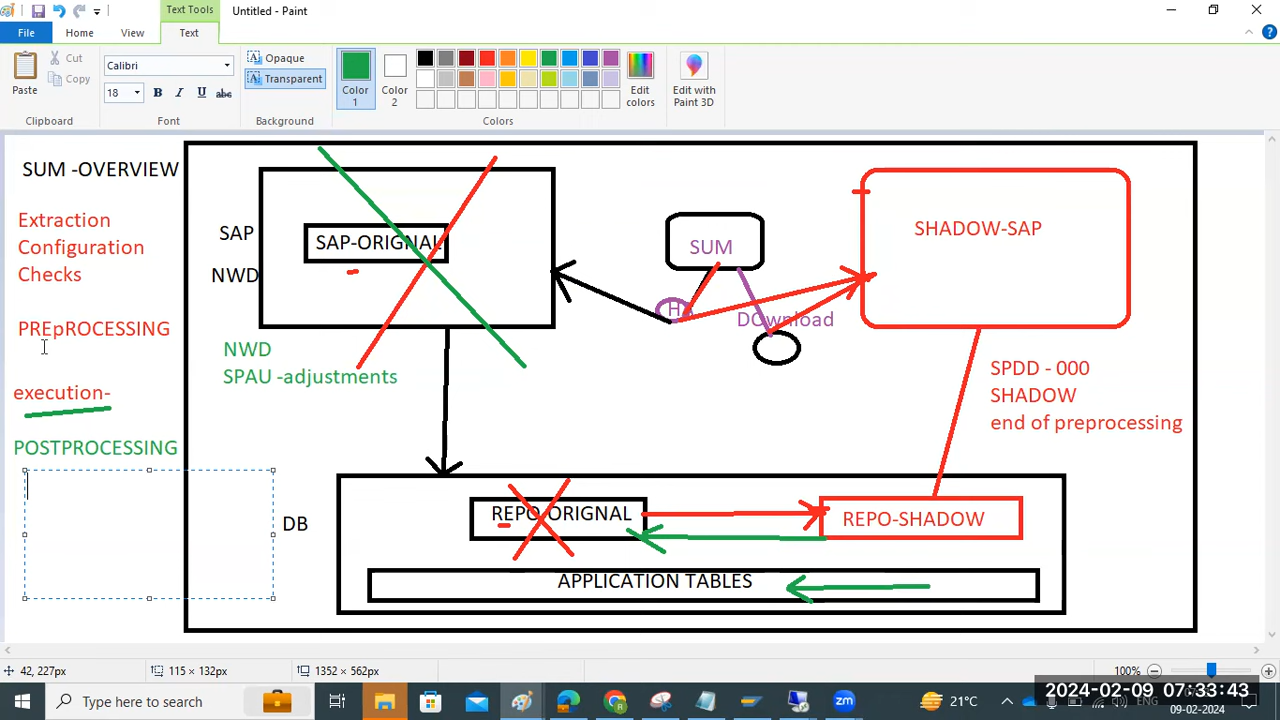 Text Tools
Untitled - Paint
File
Home
View
Text
Paste
Cut
Copy
Clipboard
Calibri
18
B I U abc
Font
Opaque
Transparent
Background
Color 1
Color 2
Edit colors
Colors
Edit with Paint 3D
SUM -OVERVIEW
Extraction
Configuration
Checks
PREpROCESSING
execution-
POSTPROCESSING
SAP
NWD
SAP-ORIGNAL
NWD
SPAU -adjustments
SUM
DOwnload
SHADOW-SAP
SPDD - 000
SHADOW
end of preprocessing
DB
REPO-ORIGNAL
REPO-SHADOW
APPLICATION TABLES
42, 227px
115 × 132px
1352 × 562px
100%
Type here to search
21°C
ENG
2024-02-09 07:33:43
09-02-2024